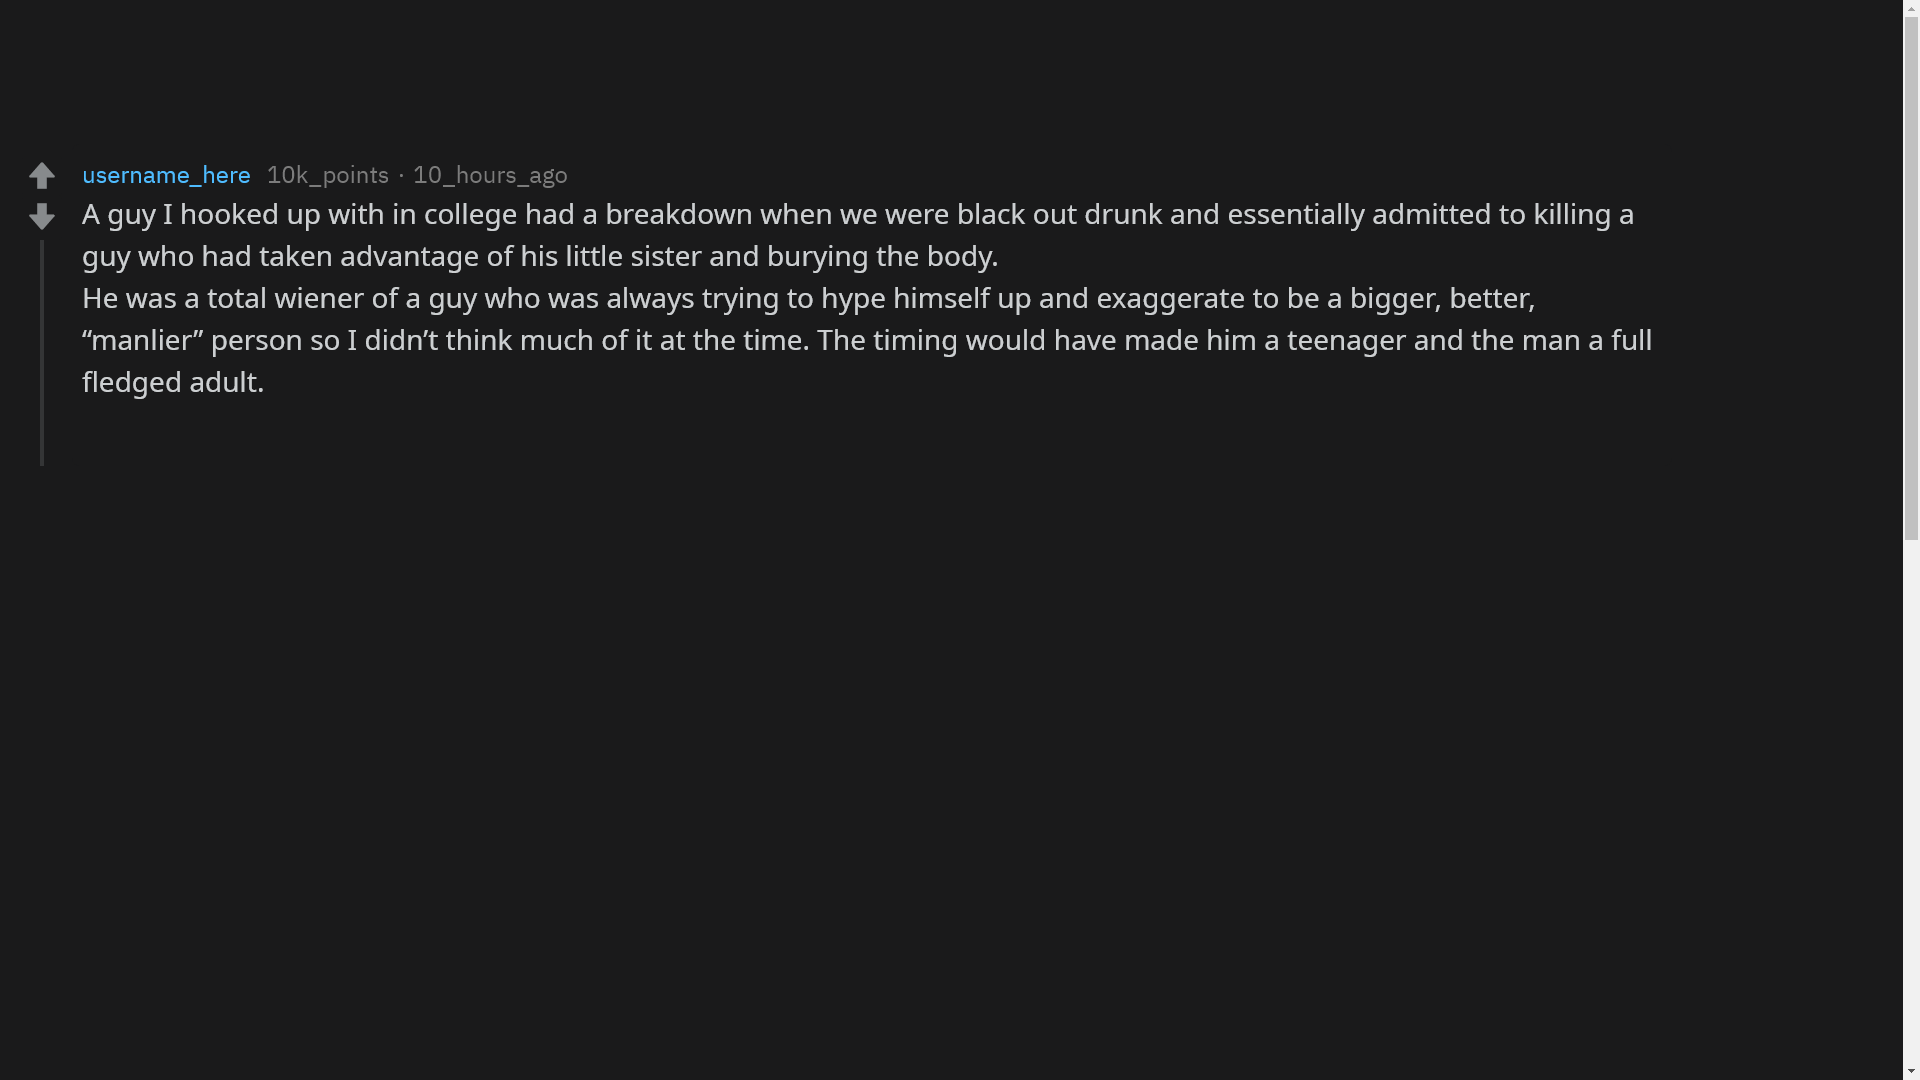 username_here 10k_points · 10_hours_ago
A guy I hooked up with in college had a breakdown when we were black out drunk and essentially admitted to killing a
guy who had taken advantage of his little sister and burying the body.
He was a total wiener of a guy who was always trying to hype himself up and exaggerate to be a bigger, better,
“manlier” person so I didn’t think much of it at the time. The timing would have made him a teenager and the man a full
fledged adult.